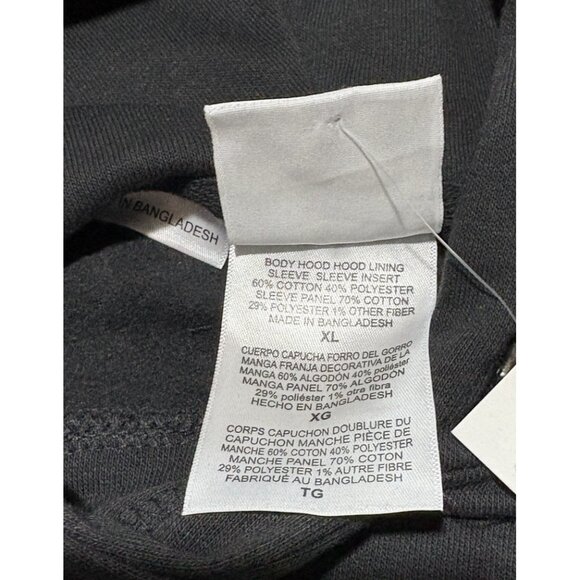 IN BANGLADESH
BODY HOOD HOOD LINING
SLEEVE SLEEVE INSERT
60% COTTON 40% POLYESTER
SLEEVE PANEL 70% COTTON
29% POLYESTER 1% OTHER FIBER
MADE IN BANGLADESH
XL
CUERPO CAPUCHA FORRO DEL GORRO
MANGA FRANJA DECORATIVA DE LA
MANGA 60% ALGODÓN 40% poliéster
MANGA PANEL 70% ALGODÓN
29% poliéster 1% otra fibra
HECHO EN BANGLADESH
XG
CORPS CAPUCHON DOUBLURE DU
CAPUCHON MANCHE PIÈCE DE
MANCHE 60% COTON 40% POLYESTER
MANCHE PANEL 70% COTON
29% POLYESTER 1% AUTRE FIBRE
FABRIQUÉ AU BANGLADESH
TG